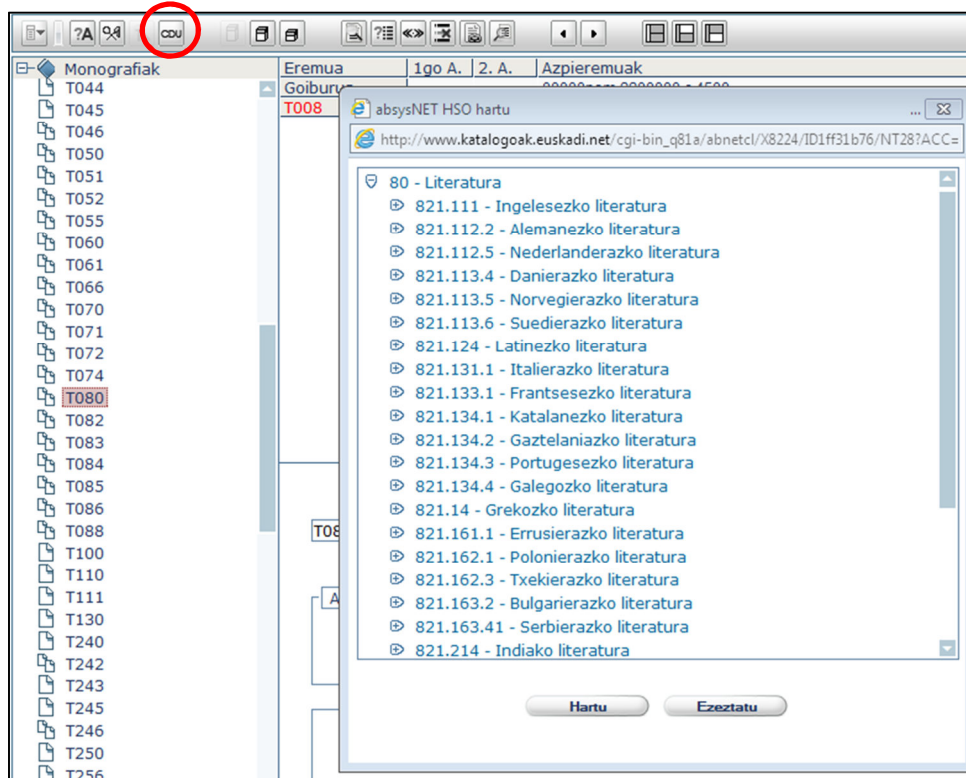 ?A CDU
Monografiak
T044
T045
T046
T050
T051
T052
T055
T060
T061
T066
T070
T071
T072
T074
T080
T082
T083
T084
T085
T086
T088
T100
T110
T111
T130
T240
T242
T243
T245
T246
T250
T256
Eremua 1go A. 2. A. Azpieremuak
Goiburua
T008
T08
A
absysNET HSO hartu ...
http://www.katalogoak.euskadi.net/cgi-bin_q81a/abnetcl/X8224/ID1ff31b76/NT28?ACC=
80 - Literatura
821.111 - Ingelesezko literatura
821.112.2 - Alemanezko literatura
821.112.5 - Nederlanderazko literatura
821.113.4 - Danierazko literatura
821.113.5 - Norvegierazko literatura
821.113.6 - Suedierazko literatura
821.124 - Latinezko literatura
821.131.1 - Italierazko literatura
821.133.1 - Frantsesezko literatura
821.134.1 - Katalanezko literatura
821.134.2 - Gaztelaniazko literatura
821.134.3 - Portugesezko literatura
821.134.4 - Galegozko literatura
821.14 - Grekozko literatura
821.161.1 - Errusierazko literatura
821.162.1 - Polonierazko literatura
821.162.3 - Txekierazko literatura
821.163.2 - Bulgarierazko literatura
821.163.41 - Serbierazko literatura
821.214 - Indiako literatura
Hartu Ezeztatu